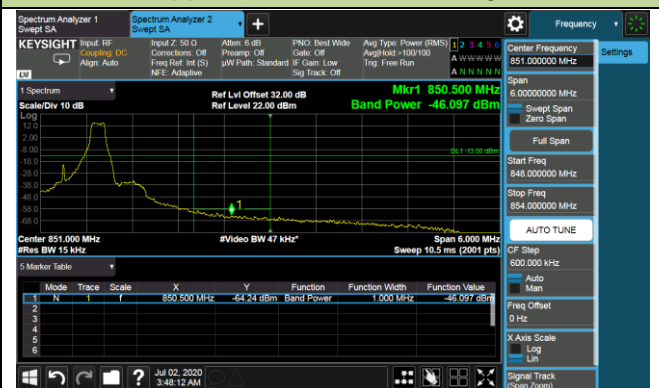 Spectrum Analyzer 1
Swept SA
Spectrum Analyzer 2
Swept SA
+
Frequency
KEYSIGHT
Input: RF
Coupling: DC
Align: Auto
Input Z: 50 Ω
Corrections: Off
Freq Ref: Int (S)
NFE: Adaptive
Atten: 6 dB
Preamp: Off
µW Path: Standard
PNO: Best Wide
Gate: Off
IF Gain: Low
Sig Track: Off
Avg Type: Power (RMS)
Avg|Hold:>100/100
Trig: Free Run
1 2 3 4 5 6
A W W W W W
A N N N N N
LXI
1 Spectrum
Scale/Div 10 dB
Ref Lvl Offset 32.00 dB
Ref Level 22.00 dBm
Mkr1 850.500 MHz
Band Power -46.097 dBm
Log
12.0
2.00
-8.00
-18.0
-28.0
-38.0
-48.0
-58.0
-68.0
DL1 -13.00 dBm
1
Center 851.000 MHz
#Res BW 15 kHz
#Video BW 47 kHz*
Span 6.000 MHz
Sweep 10.5 ms (2001 pts)
5 Marker Table
Mode Trace Scale X Y Function Function Width Function Value
1 N 1 f 850.500 MHz -64.24 dBm Band Power 1.000 MHz -46.097 dBm
2
3
4
5
6
Jul 02, 2020
3:48:12 AM
Center Frequency
851.000000 MHz
Settings
Span
6.00000000 MHz
Swept Span
Zero Span
Full Span
Start Freq
848.000000 MHz
Stop Freq
854.000000 MHz
AUTO TUNE
CF Step
600.000 kHz
Auto
Man
Freq Offset
0 Hz
X Axis Scale
Log
Lin
Signal Track
(Span Zoom)